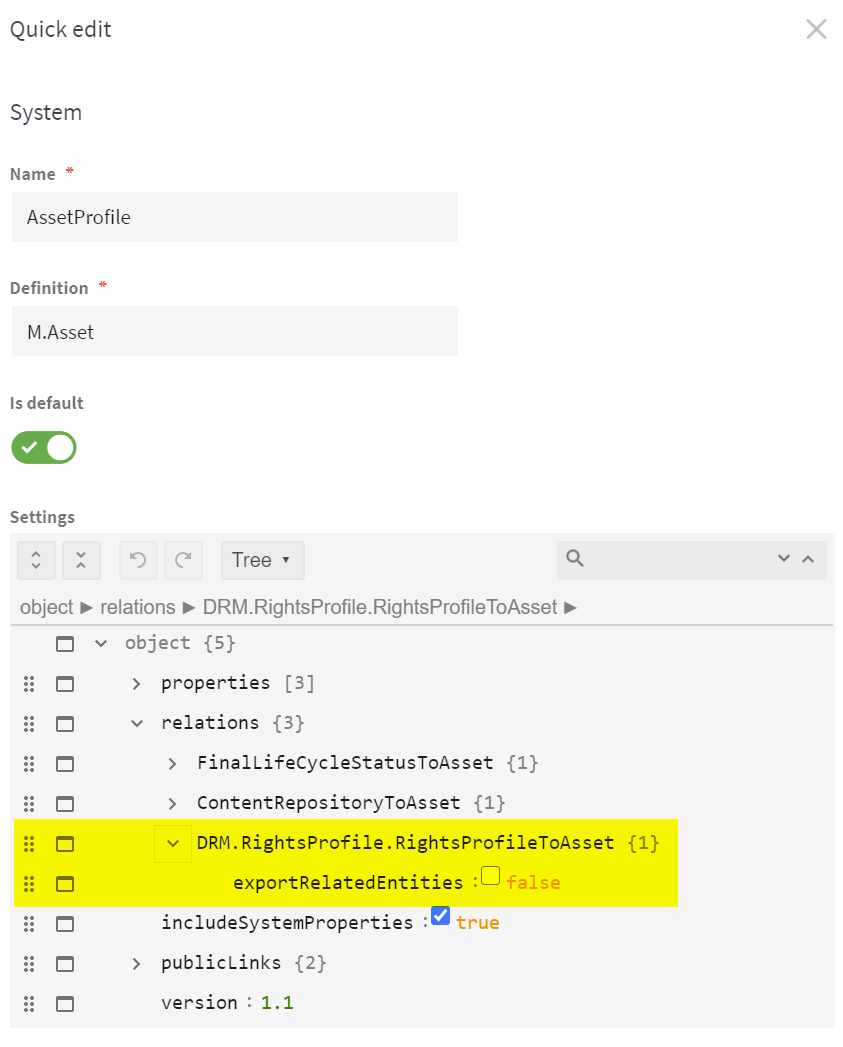 Quick edit
System
Name *
AssetProfile
Definition *
M.Asset
Is default
Settings
Tree ▾
object ► relations ► DRM.RightsProfile.RightsProfileToAsset ►
object {5}
properties [3]
relations {3}
FinalLifeCycleStatusToAsset {1}
ContentRepositoryToAsset {1}
DRM.RightsProfile.RightsProfileToAsset {1}
exportRelatedEntities : false
includeSystemProperties : true
publicLinks {2}
version : 1.1